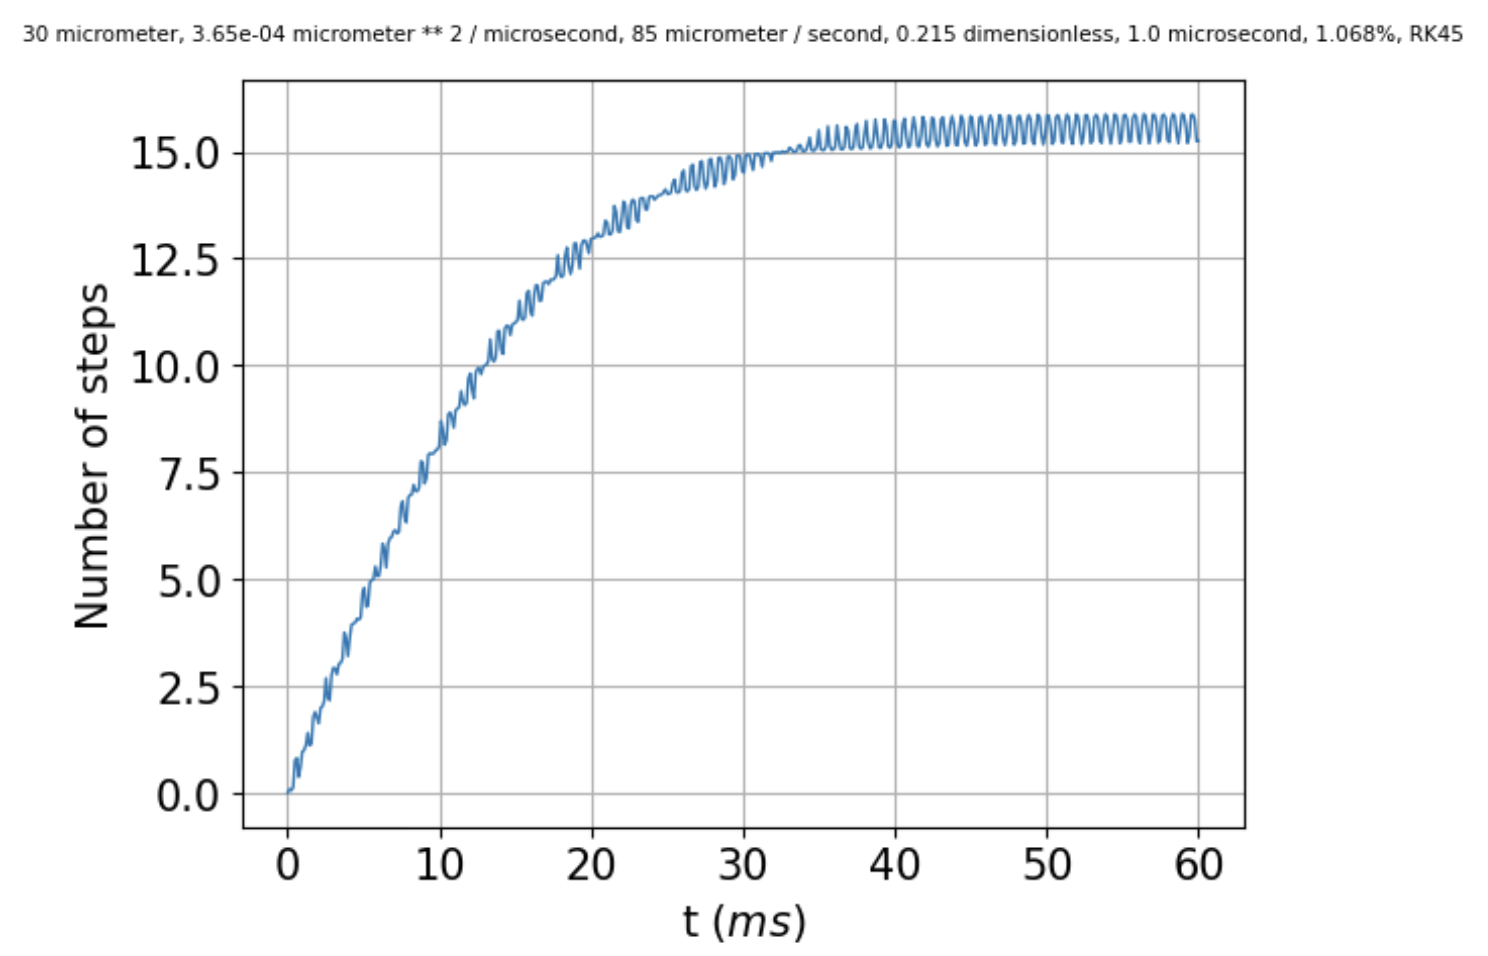 30 micrometer, 3.65e-04 micrometer ** 2 / microsecond, 85 micrometer / second, 0.215 dimensionless, 1.0 microsecond, 1.068%, RK45
15.0
12.5
10.0
7.5
5.0
2.5
0.0
Number of steps
0 10 20 30 40 50 60
t (ms)